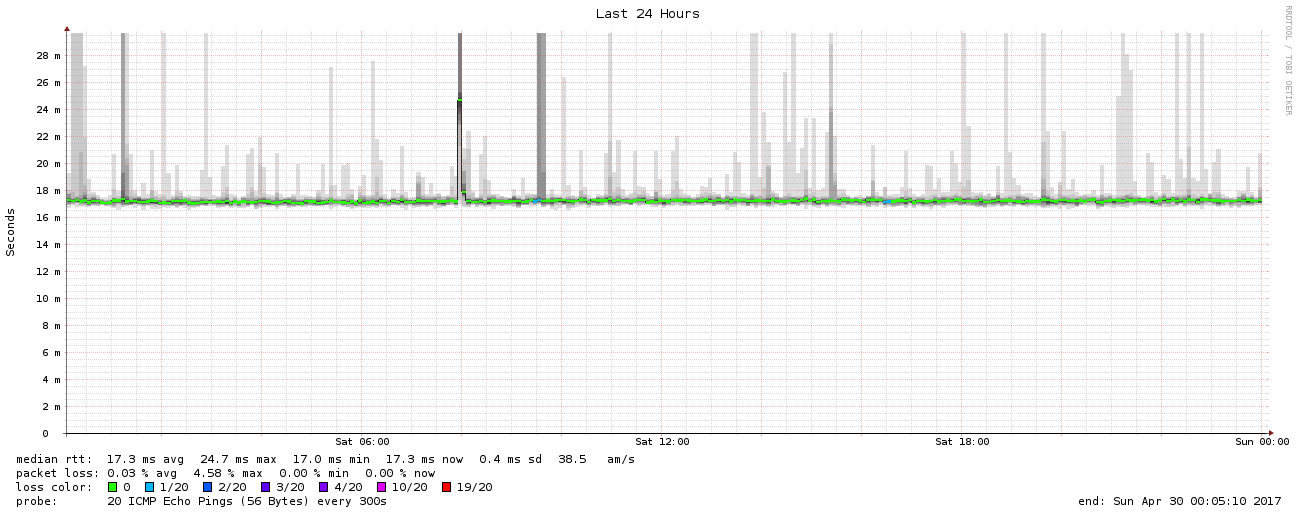 Last 24 Hours
RRDTOOL / TOBI OETIKER
Seconds
28 m
26 m
24 m
22 m
20 m
18 m
16 m
14 m
12 m
10 m
8 m
6 m
4 m
2 m
0
Sat 06:00 Sat 12:00 Sat 18:00 Sun 00:00
median rtt: 17.3 ms avg 24.7 ms max 17.0 ms min 17.3 ms now 0.4 ms sd 38.5 am/s
packet loss: 0.03 % avg 4.58 % max 0.00 % min 0.00 % now
loss color: 0 1/20 2/20 3/20 4/20 10/20 19/20
probe: 20 ICMP Echo Pings (56 Bytes) every 300s end: Sun Apr 30 00:05:10 2017